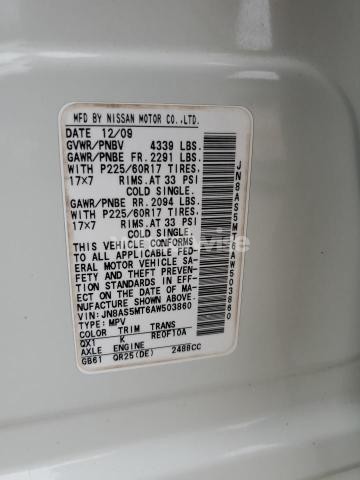 MFD BY NISSAN MOTOR CO.,LTD.
DATE 12/09
GVWR/PNBV 4339 LBS.
GAWR/PNBE FR. 2291 LBS.
WITH P225/60R17 TIRES,
17×7 RIMS.AT 33 PSI
COLD SINGLE.
GAWR/PNBE RR. 2094 LBS.
WITH P225/60R17 TIRES,
17×7 RIMS.AT 33 PSI
COLD SINGLE.
THIS VEHICLE CONFORMS
TO ALL APPLICABLE FED-
ERAL MOTOR VEHICLE SA-
FETY AND THEFT PREVEN-
TION STANDARDS IN EFF-
ECT ON THE DATE OF MA-
NUFACTURE SHOWN ABOVE.
VIN:JN8AS5MT6AW503860
TYPE:MPV
COLOR TRIM TRANS
QX1 K RE0F10A
AXLE ENGINE
GB61 QR25(DE) 2488CC
JN8AS5MT6AW503860